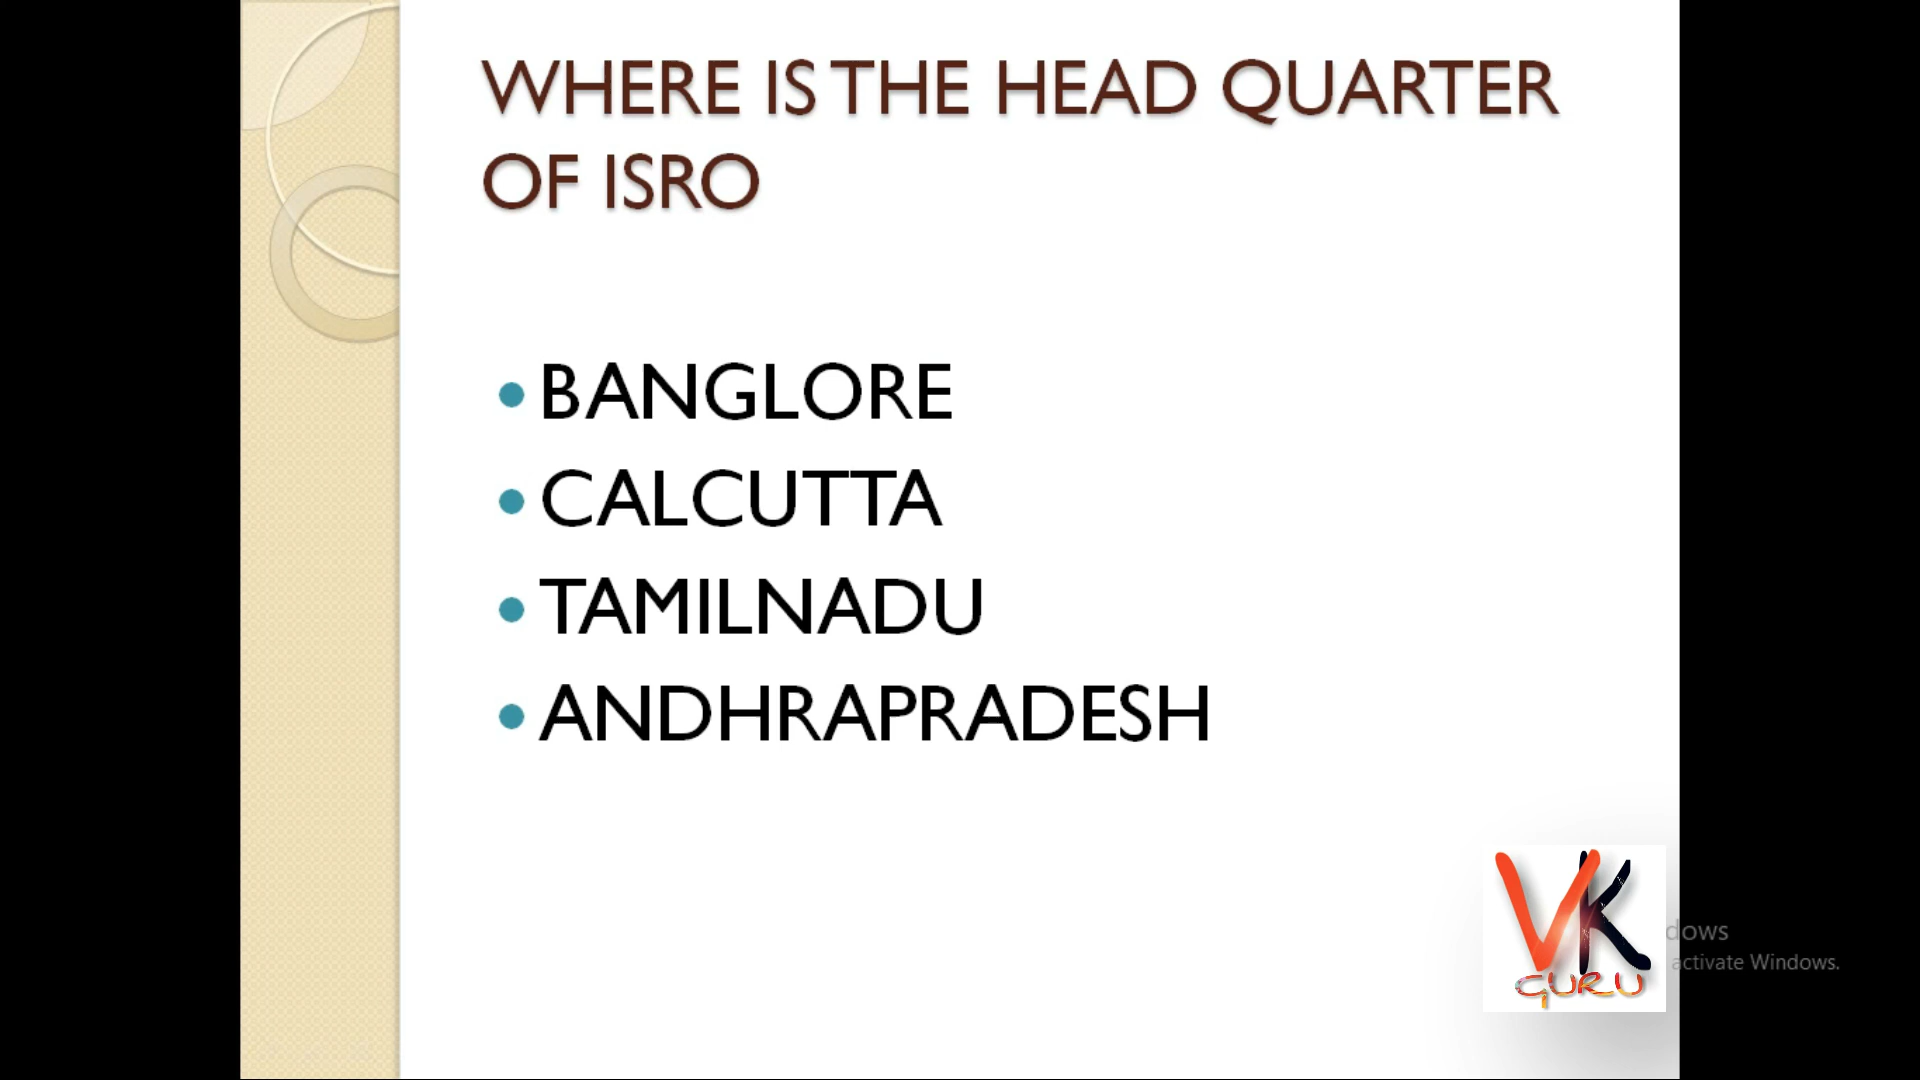 WHERE IS THE HEAD QUARTER
OF ISRO
BANGLORE
CALCUTTA
TAMILNADU
ANDHRAPRADESH
VK
GURU
dows
activate Windows.